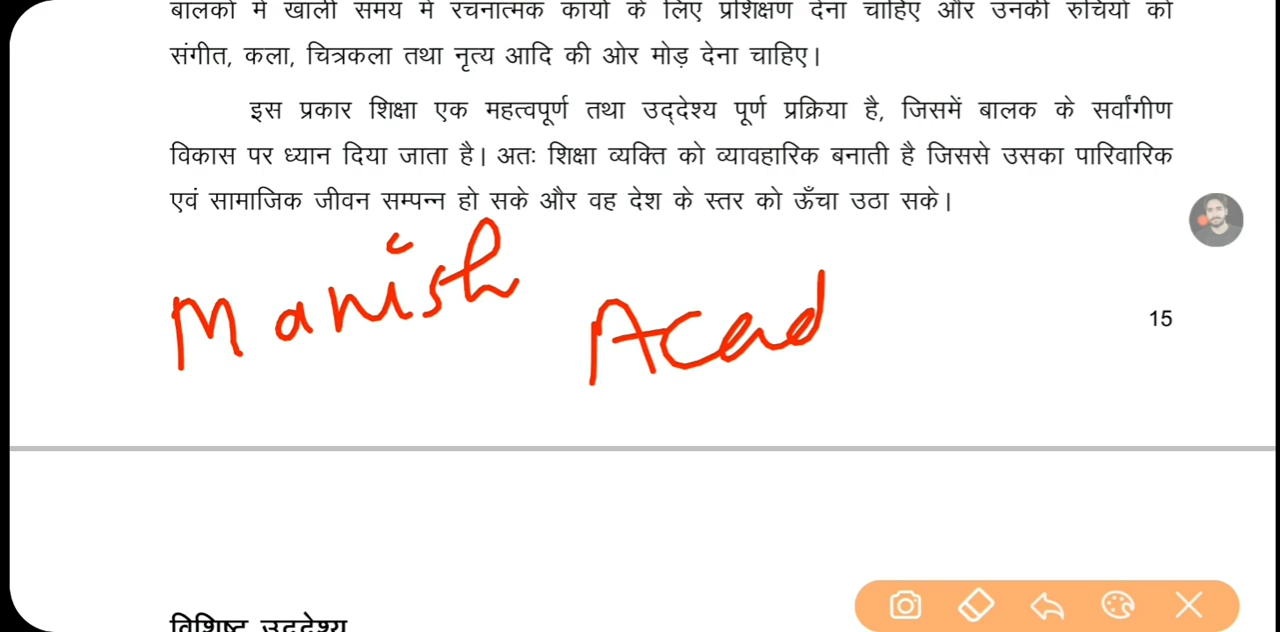 बालकों में खाली समय में रचनात्मक कार्यों के लिए प्रशिक्षण देना चाहिए और उनकी रुचियों को
संगीत, कला, चित्रकला तथा नृत्य आदि की ओर मोड़ देना चाहिए।
इस प्रकार शिक्षा एक महत्वपूर्ण तथा उद्देश्य पूर्ण प्रक्रिया है, जिसमें बालक के सर्वांगीण
विकास पर ध्यान दिया जाता है। अतः शिक्षा व्यक्ति को व्यावहारिक बनाती है जिससे उसका पारिवारिक
एवं सामाजिक जीवन सम्पन्न हो सके और वह देश के स्तर को ऊँचा उठा सके।
Manish Acad
15
विशिष्ट उद्देश्य